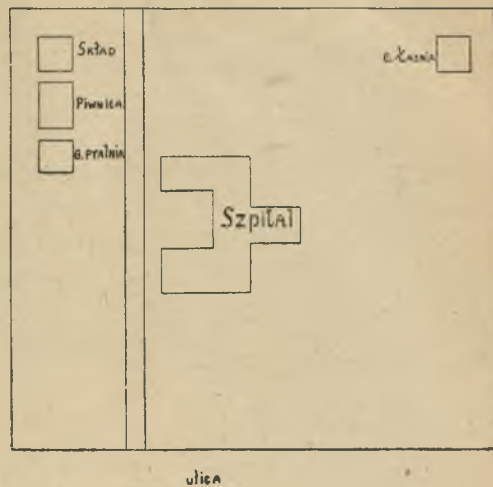 Skład
Piwnica
B. Pralnia
C. Łaźnia
Szpital
ulica